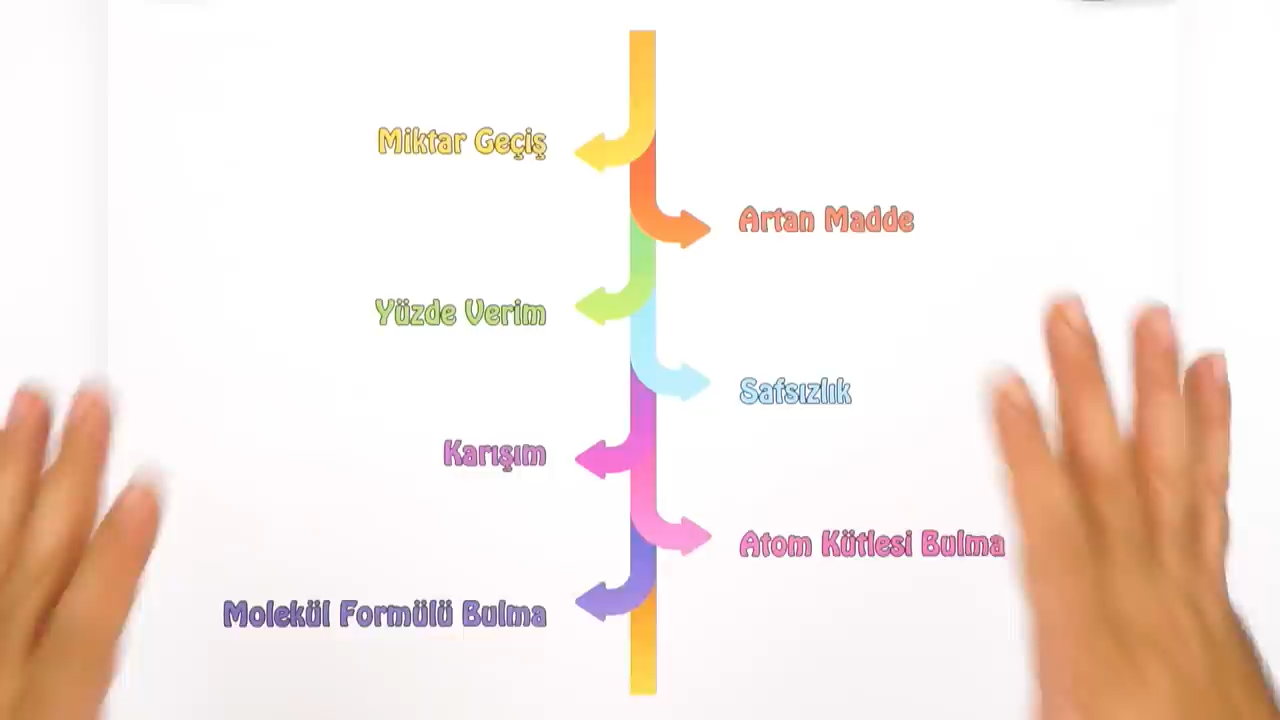 Miktar Geçiş
Artan Madde
Yüzde Verim
Safsızlık
Karışım
Atom Kütlesi Bulma
Molekül Formülü Bulma